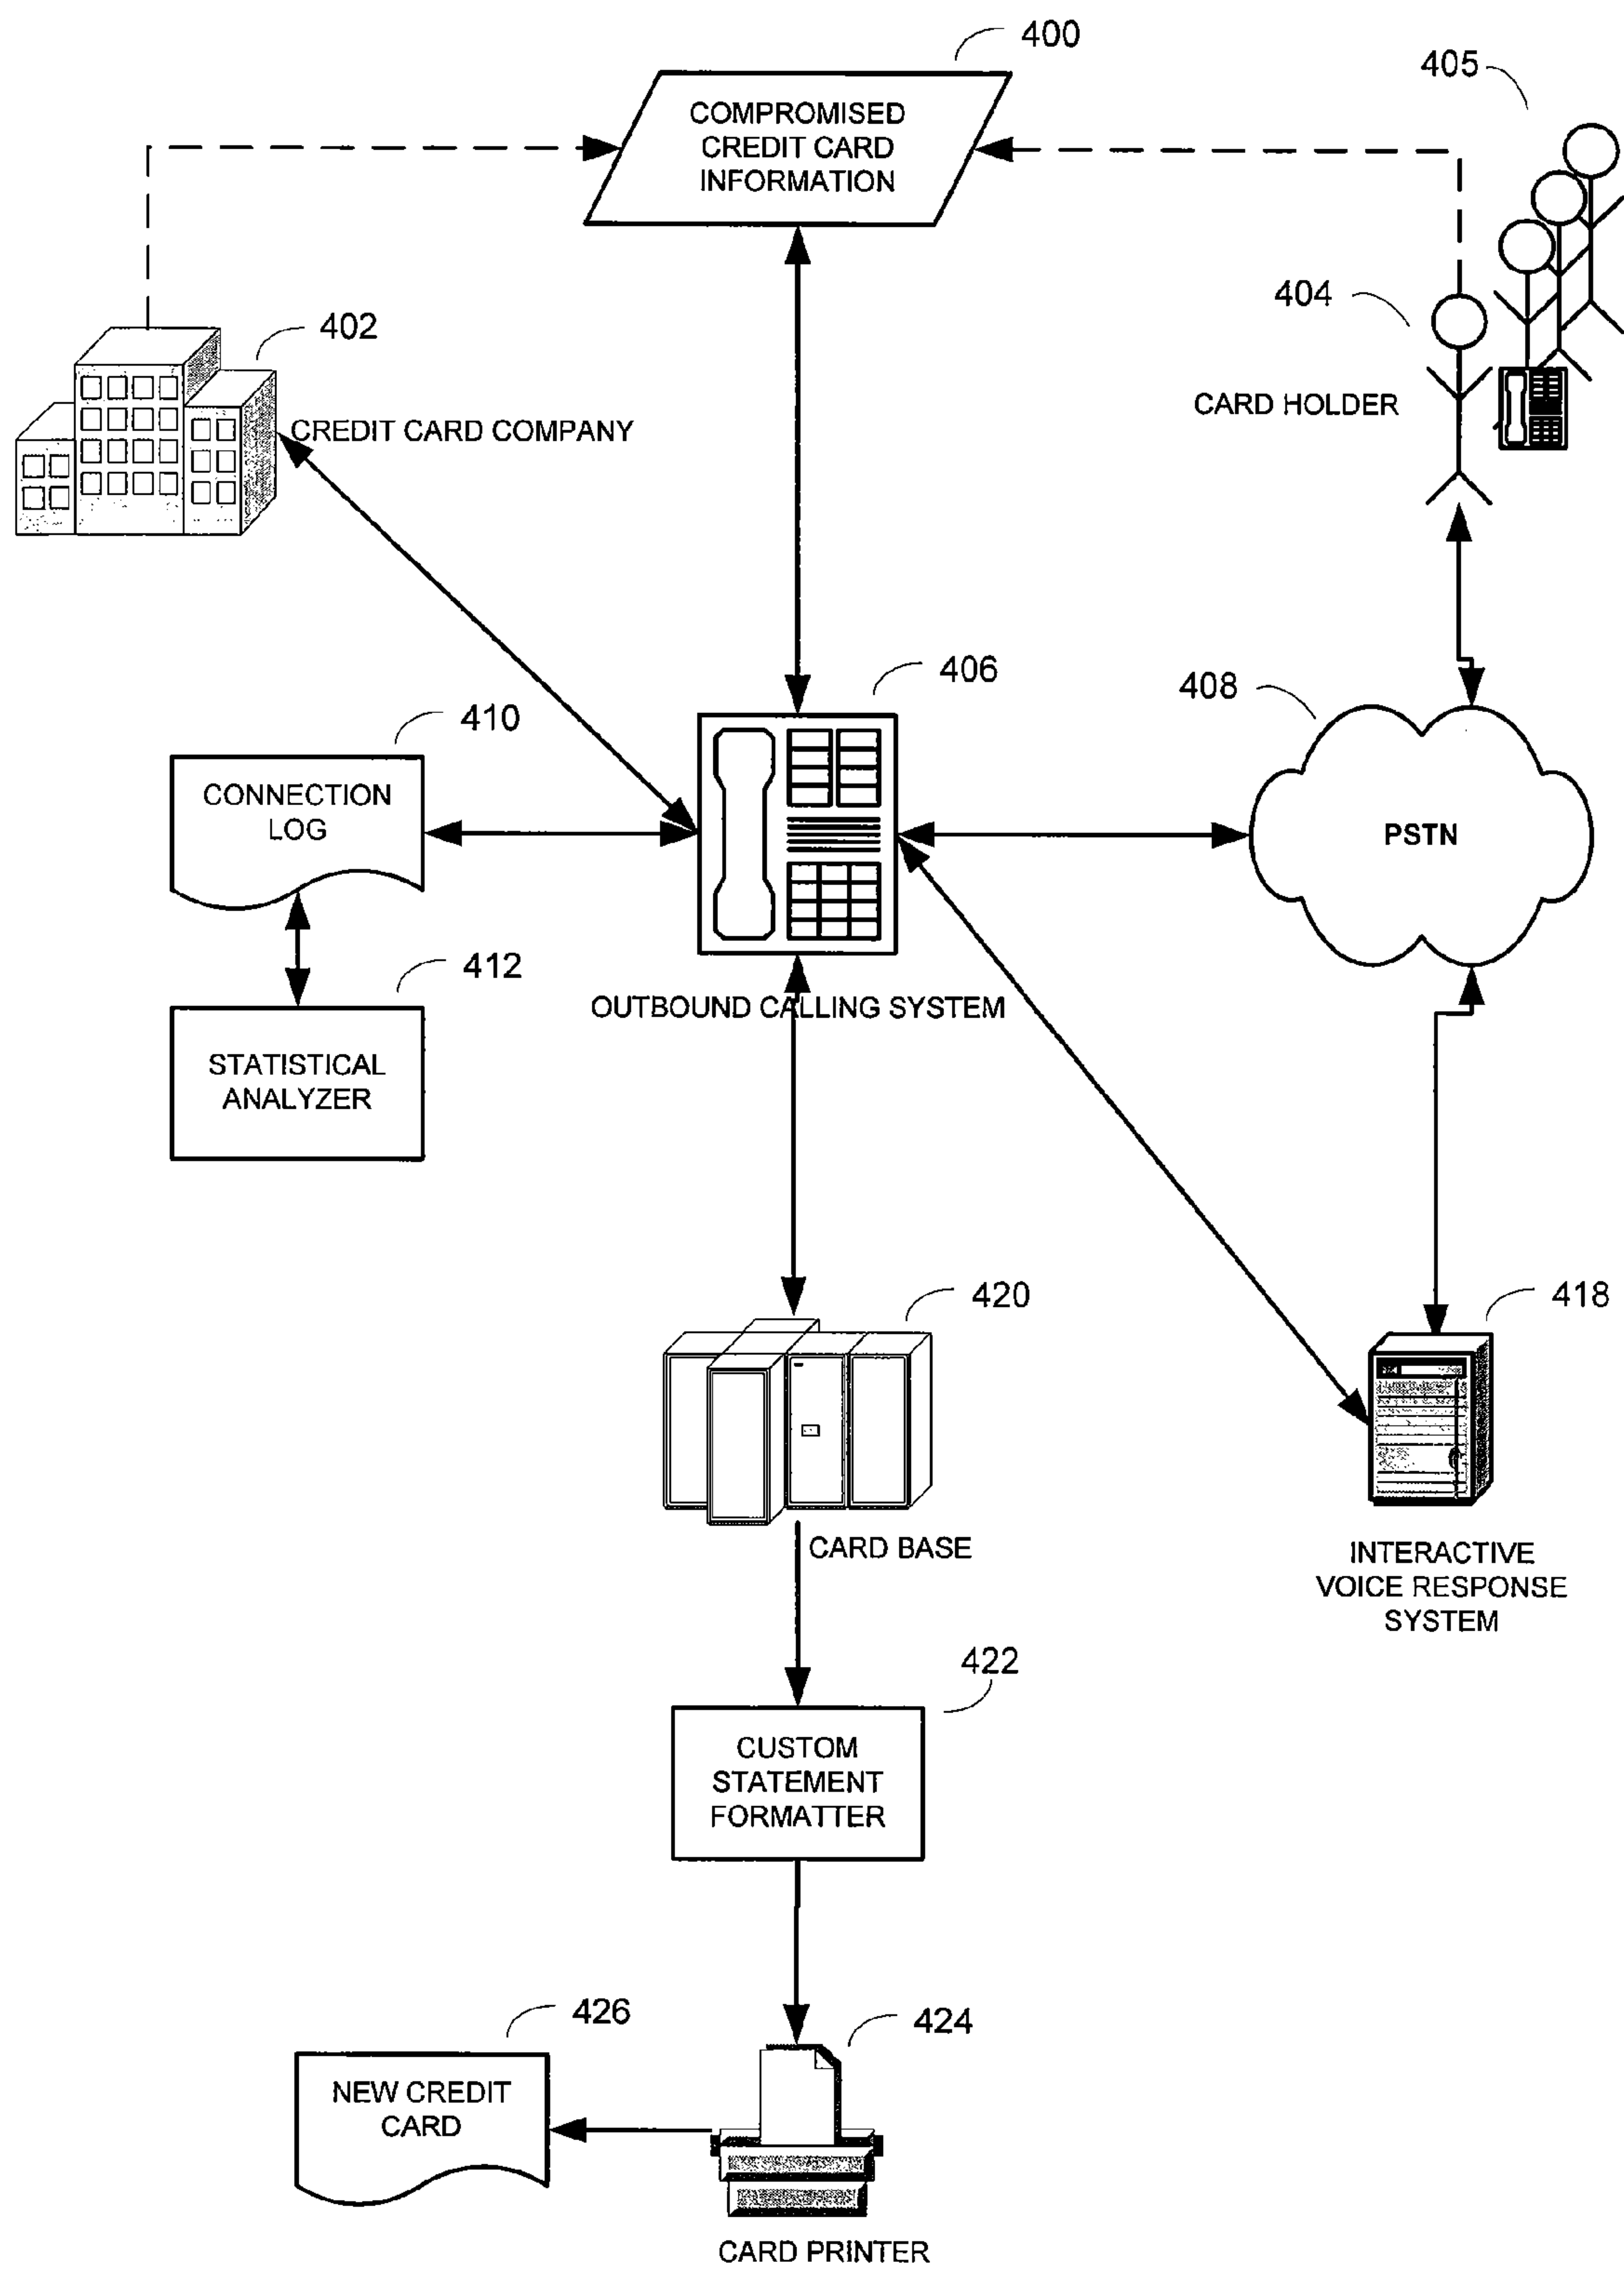 400
405
COMPROMISED
CREDIT CARD
INFORMATION
404
402
CARD HOLDER
CREDIT CARD COMPANY
406
408
410
CONNECTION
LOG
PSTN
412
OUTBOUND CALLING SYSTEM
STATISTICAL
ANALYZER
420
418
CARD BASE
INTERACTIVE
VOICE RESPONSE
SYSTEM
422
CUSTOM
STATEMENT
FORMATTER
426
424
NEW CREDIT
CARD
CARD PRINTER